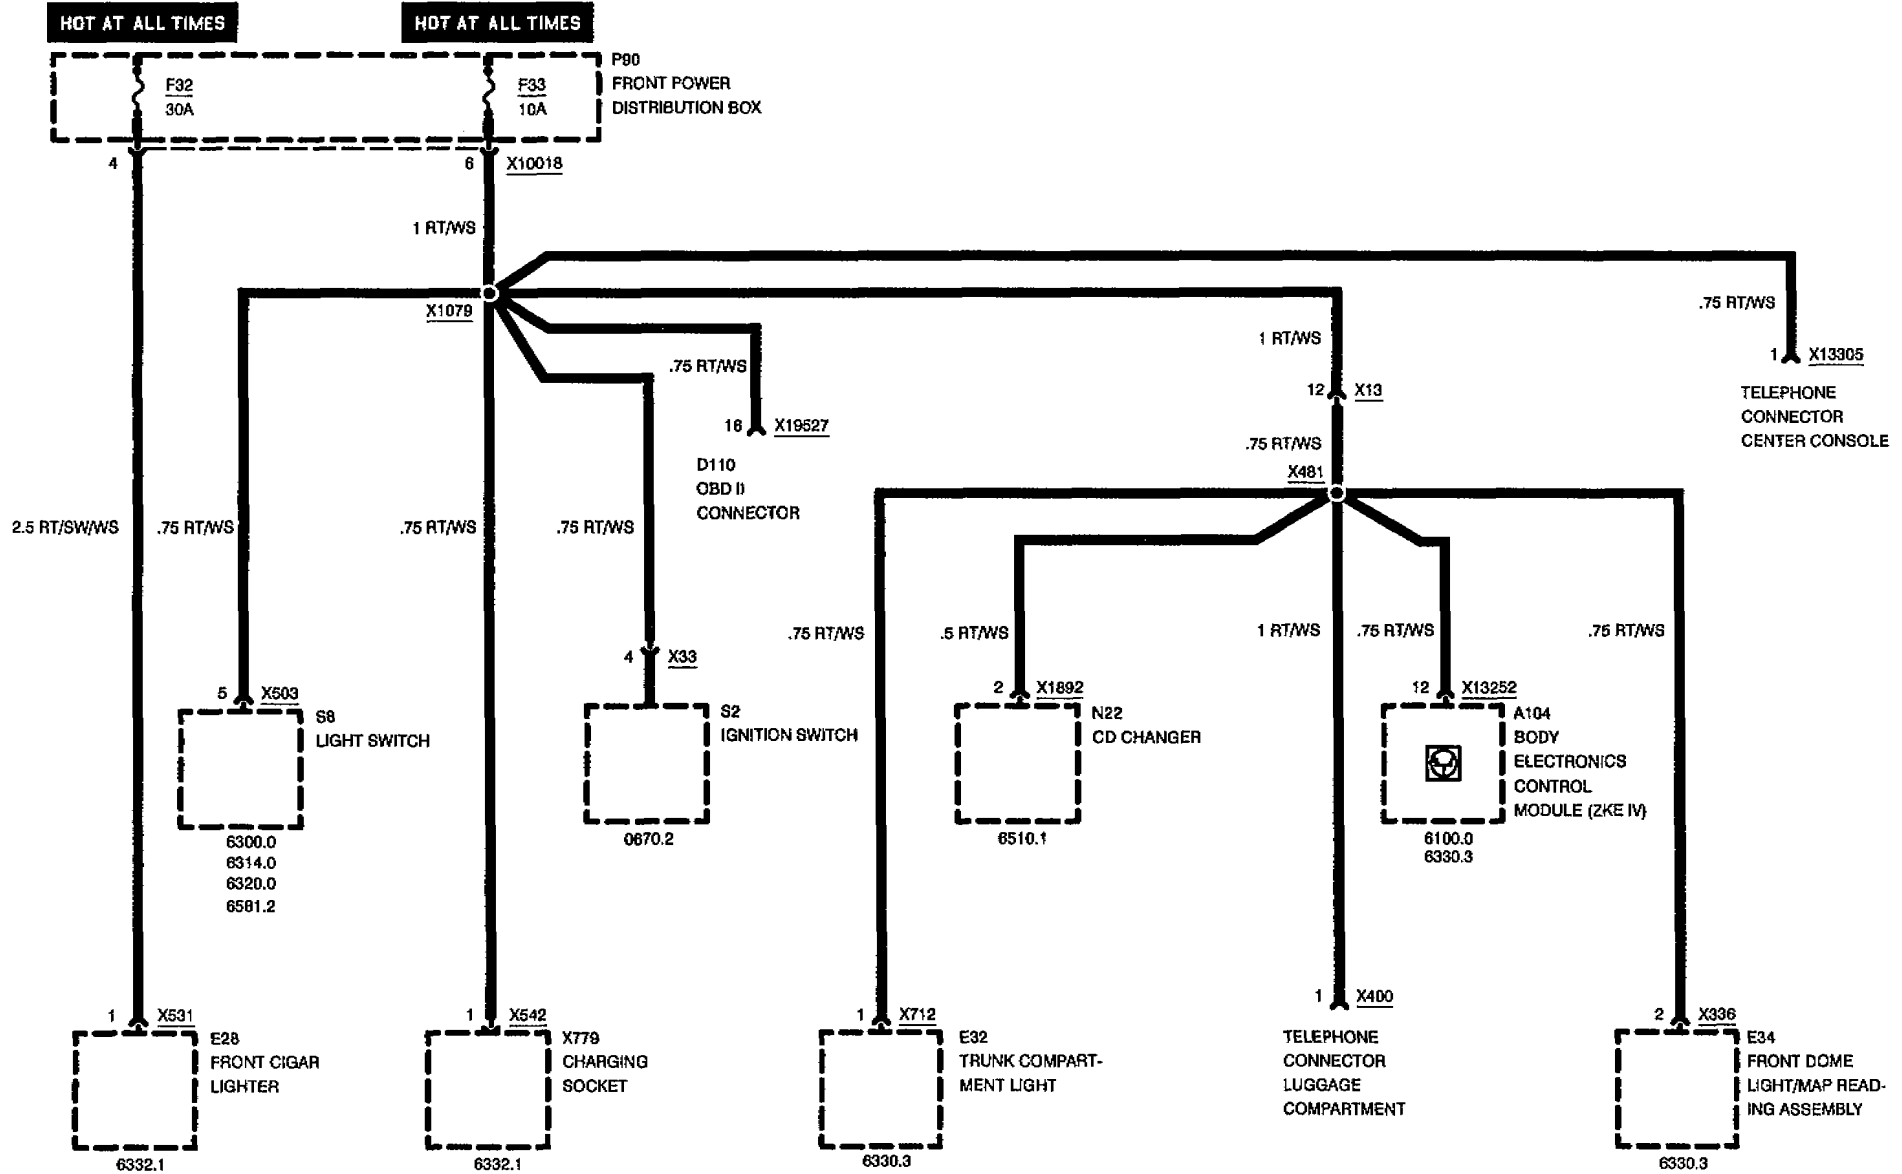 HOT AT ALL TIMES
HOT AT ALL TIMES
F32
30A
F33
10A
P90
FRONT POWER
DISTRIBUTION BOX
4
6
X10018
1 RT/WS
X1079
.75 RT/WS
1 X13305
TELEPHONE
CONNECTOR
CENTER CONSOLE
1 RT/WS
12 X13
.75 RT/WS
X481
.75 RT/WS
16 X19527
D110
OBD II
CONNECTOR
2.5 RT/SW/WS
.75 RT/WS
.75 RT/WS
.75 RT/WS
.75 RT/WS
.5 RT/WS
1 RT/WS
.75 RT/WS
.75 RT/WS
4 X33
5 X503
S8
LIGHT SWITCH
6300.0
6314.0
6320.0
6581.2
S2
IGNITION SWITCH
0670.2
2 X1892
N22
CD CHANGER
6510.1
12 X13252
A104
BODY
ELECTRONICS
CONTROL
MODULE (ZKE IV)
6100.0
6330.3
1 X531
E28
FRONT CIGAR
LIGHTER
6332.1
1 X542
X779
CHARGING
SOCKET
6332.1
1 X712
E32
TRUNK COMPART-
MENT LIGHT
6330.3
1 X400
TELEPHONE
CONNECTOR
LUGGAGE
COMPARTMENT
2 X336
E34
FRONT DOME
LIGHT/MAP READ-
ING ASSEMBLY
6330.3